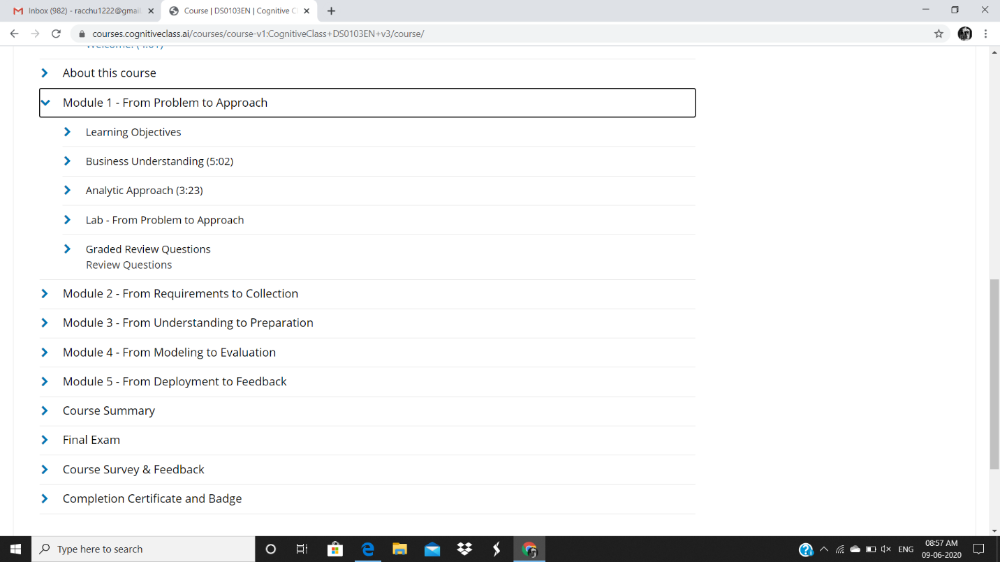 Inbox (982) - racchu1222@gmail.
Course | DS0103EN | Cognitive Cl
courses.cognitiveclass.ai/courses/course-v1:CognitiveClass+DS0103EN+v3/course/
Welcome! (4:01)
About this course
Module 1 - From Problem to Approach
Learning Objectives
Business Understanding (5:02)
Analytic Approach (3:23)
Lab - From Problem to Approach
Graded Review Questions
Review Questions
Module 2 - From Requirements to Collection
Module 3 - From Understanding to Preparation
Module 4 - From Modeling to Evaluation
Module 5 - From Deployment to Feedback
Course Summary
Final Exam
Course Survey & Feedback
Completion Certificate and Badge
Type here to search
ENG
08:57 AM
09-06-2020